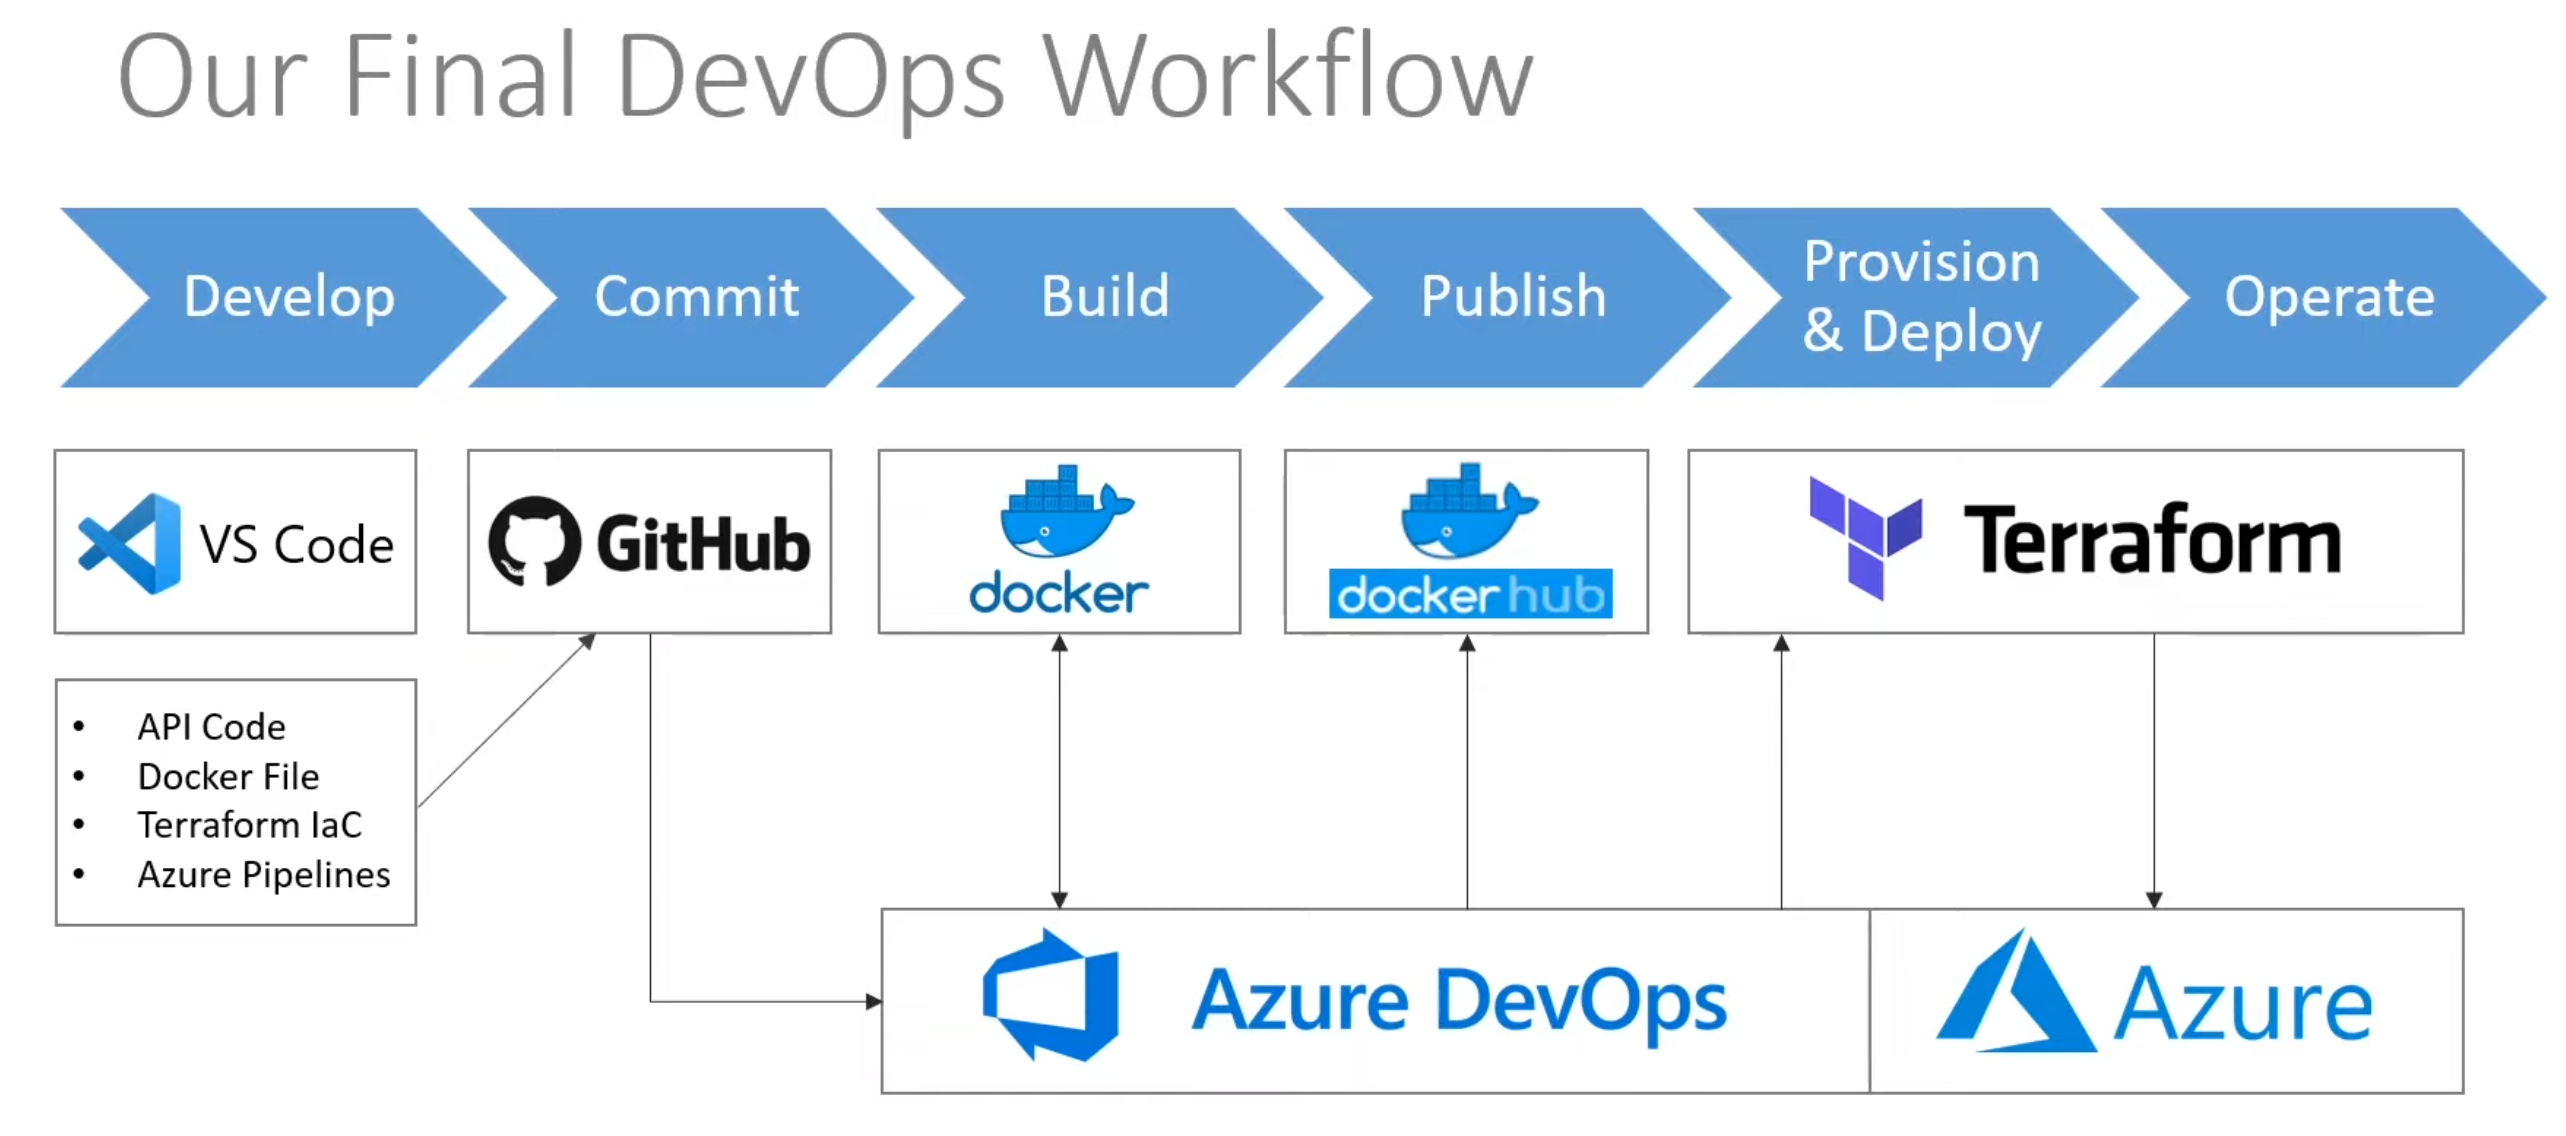 Our Final DevOps Workflow
Develop
Commit
Build
Publish
Provision
& Deploy
Operate
VS Code
GitHub
docker
docker hub
Terraform
• API Code
• Docker File
• Terraform IaC
• Azure Pipelines
Azure DevOps
Azure